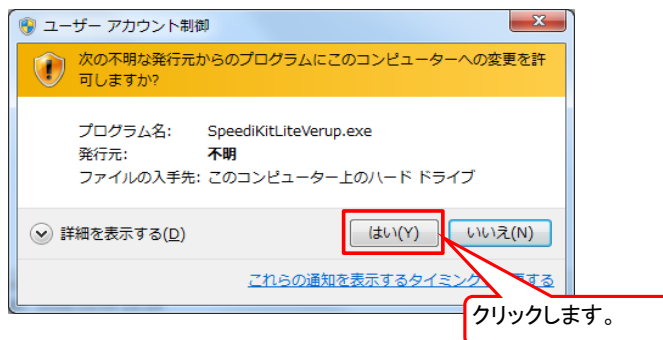 ユーザー アカウント制御
次の不明な発行元からのプログラムにこのコンピューターへの変更を許
可しますか?
プログラム名: SpeediKitLiteVerup.exe
発行元: 不明
ファイルの入手先: このコンピューター上のハード ドライブ
詳細を表示する(D)
はい(Y)
いいえ(N)
これらの通知を表示するタイミング 更する
クリックします。